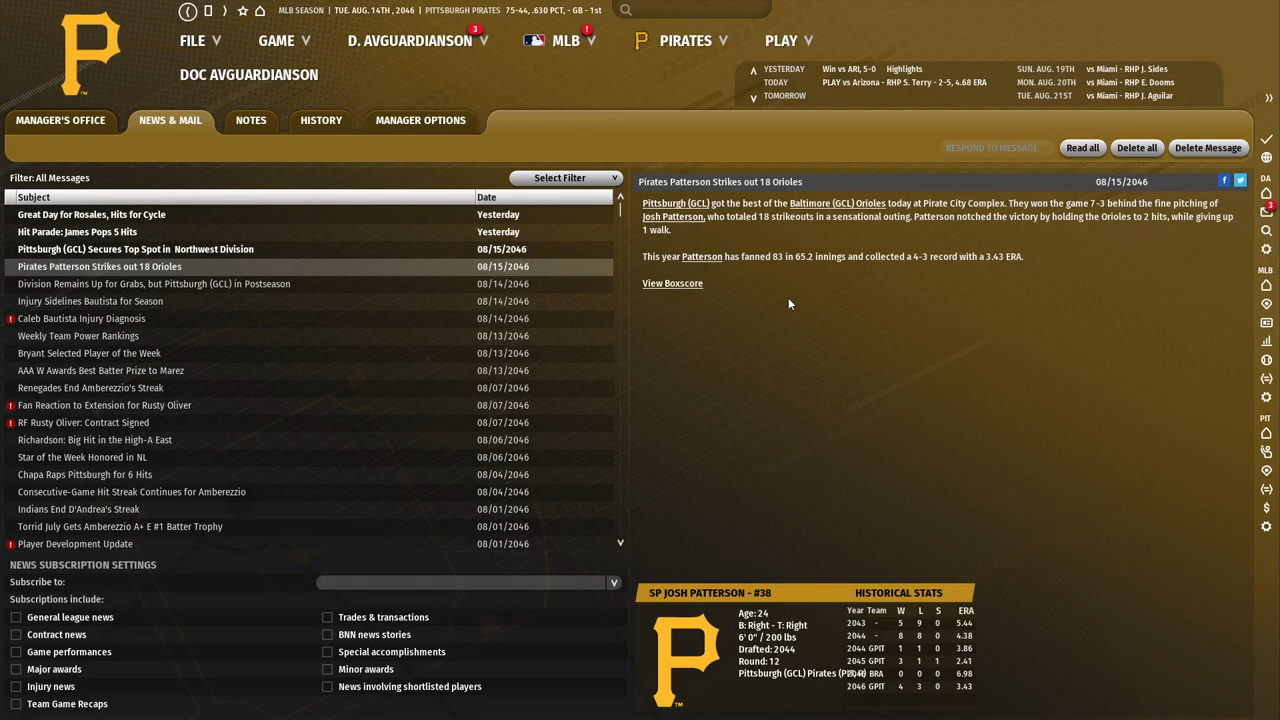 MLB SEASON | TUE. AUG. 14TH , 2046 | PITTSBURGH PIRATES 75-44, .630 PCT, - GB - 1st
FILE GAME D. AVGUARDIANSON 3 MLB ! PIRATES PLAY
DOC AVGUARDIANSON
YESTERDAY Win vs ARI, 5-0 Highlights SUN. AUG. 19TH vs Miami - RHP J. Sides
TODAY PLAY vs Arizona - RHP S. Terry - 2-5, 4.68 ERA MON. AUG. 20TH vs Miami - RHP E. Dooms
TOMORROW TUE. AUG. 21ST vs Miami - RHP J. Aguilar
MANAGER'S OFFICE NEWS & MAIL NOTES HISTORY MANAGER OPTIONS
RESPOND TO MESSAGE Read all Delete all Delete Message
Filter: All Messages Select Filter
Subject Date
Great Day for Rosales, Hits for Cycle Yesterday
Hit Parade: James Pops 5 Hits Yesterday
Pittsburgh (GCL) Secures Top Spot in Northwest Division 08/15/2046
Pirates Patterson Strikes out 18 Orioles 08/15/2046
Division Remains Up for Grabs, but Pittsburgh (GCL) in Postseason 08/14/2046
Injury Sidelines Bautista for Season 08/14/2046
Caleb Bautista Injury Diagnosis 08/14/2046
Weekly Team Power Rankings 08/13/2046
Bryant Selected Player of the Week 08/13/2046
AAA W Awards Best Batter Prize to Marez 08/13/2046
Renegades End Amberezzio's Streak 08/07/2046
Fan Reaction to Extension for Rusty Oliver 08/07/2046
RF Rusty Oliver: Contract Signed 08/07/2046
Richardson: Big Hit in the High-A East 08/06/2046
Star of the Week Honored in NL 08/06/2046
Chapa Raps Pittsburgh for 6 Hits 08/04/2046
Consecutive-Game Hit Streak Continues for Amberezzio 08/04/2046
Indians End D'Andrea's Streak 08/01/2046
Torrid July Gets Amberezzio A+ E #1 Batter Trophy 08/01/2046
Player Development Update 08/01/2046
NEWS SUBSCRIPTION SETTINGS
Subscribe to:
Subscriptions include:
General league news Trades & transactions
Contract news BNN news stories
Game performances Special accomplishments
Major awards Minor awards
Injury news News involving shortlisted players
Team Game Recaps
Pirates Patterson Strikes out 18 Orioles 08/15/2046
Pittsburgh (GCL) got the best of the Baltimore (GCL) Orioles today at Pirate City Complex. They won the game 7-3 behind the fine pitching of
Josh Patterson, who totaled 18 strikeouts in a sensational outing. Patterson notched the victory by holding the Orioles to 2 hits, while giving up
1 walk.
This year Patterson has fanned 83 in 65.2 innings and collected a 4-3 record with a 3.43 ERA.
View Boxscore
SP JOSH PATTERSON - #38 HISTORICAL STATS
Age: 24
B: Right - T: Right
6' 0" / 200 lbs
Drafted: 2044
Round: 12
Pittsburgh (GCL) Pirates
Year Team W L S ERA
2043 - 5 9 0 5.44
2044 - 8 8 0 4.38
2044 GPIT 1 1 0 3.86
2045 GPIT 3 1 1 2.41
BRA 0 0 0 6.98
2046 GPIT 4 3 0 3.43
DA
3
MLB
PIT